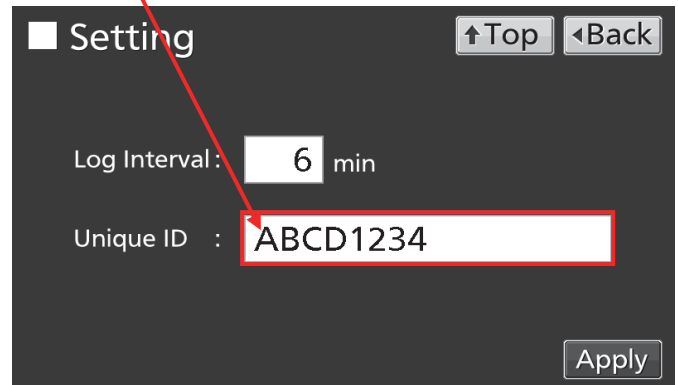 Setting
Top
Back
Log Interval : 6 min
Unique ID : ABCD1234
Apply